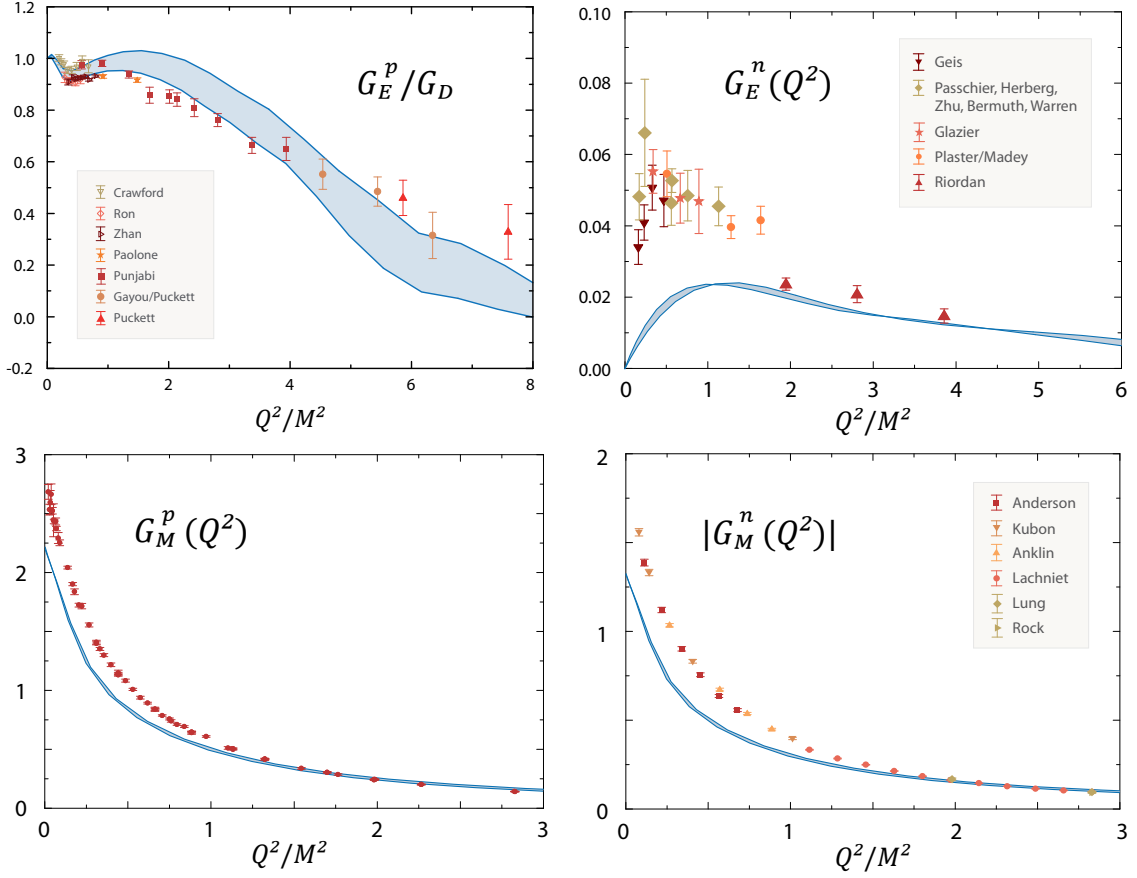 1.2
1.0
0.8
0.6
0.4
0.2
0.0
-0.2
0
2
4
6
8
Q²/M²
G_E^p/G_D
Crawford
Ron
Zhan
Paolone
Punjabi
Gayou/Puckett
Puckett
0.10
0.08
0.06
0.04
0.02
0.00
0
1
2
3
4
5
6
Q²/M²
G_E^n(Q²)
Geis
Passchier, Herberg,
Zhu, Bermuth, Warren
Glazier
Plaster/Madey
Riordan
3
2
1
0
0
1
2
3
Q²/M²
G_M^p(Q²)
2
1
0
0
1
2
3
Q²/M²
|G_M^n(Q²)|
Anderson
Kubon
Anklin
Lachniet
Lung
Rock